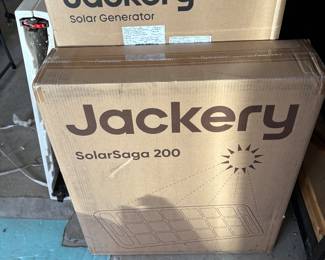 Jackery
Solar Generator
Jackery
SolarSaga 200